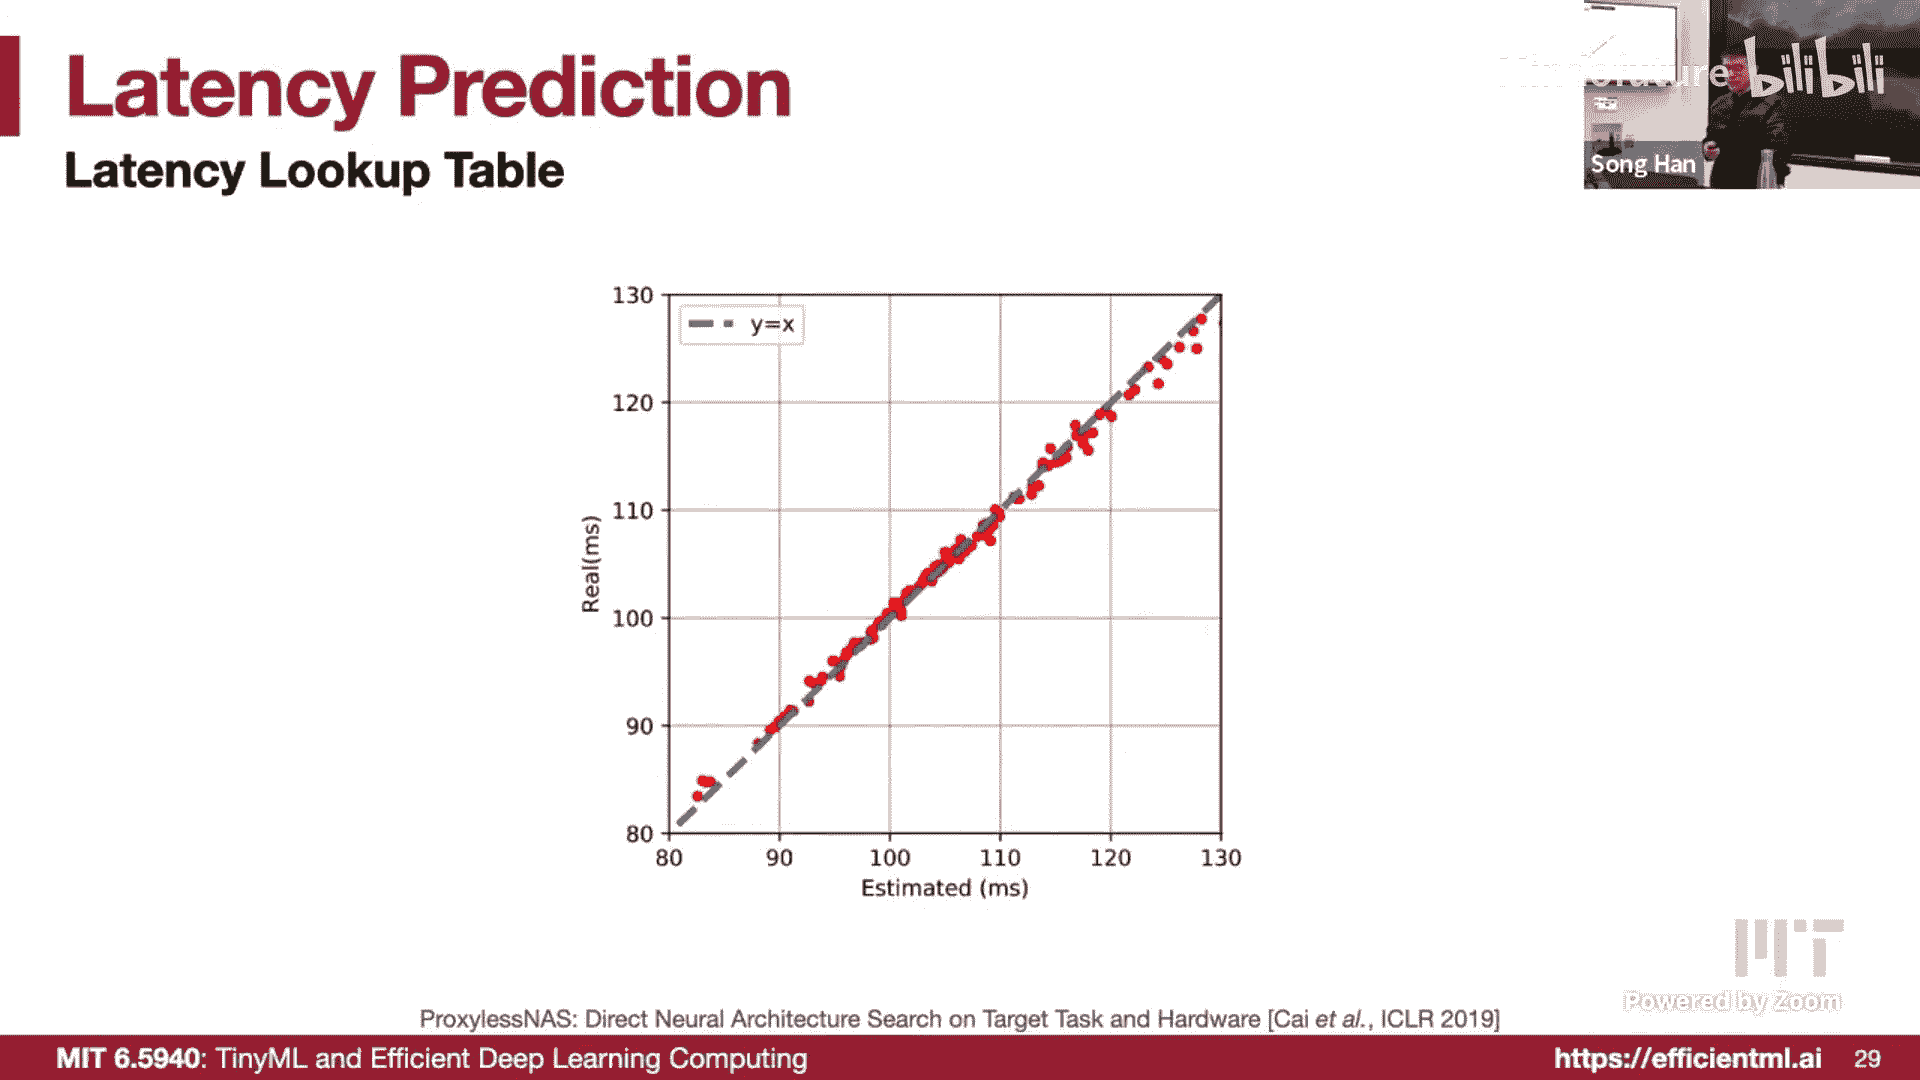 Latency Prediction
Latency Lookup Table
bilibili
Song Han
130
120
110
100
90
80
y=x
Real(ms)
80 90 100 110 120 130
Estimated (ms)
MIT
Powered by Zoom
ProxylessNAS: Direct Neural Architecture Search on Target Task and Hardware [Cai et al., ICLR 2019]
MIT 6.5940: TinyML and Efficient Deep Learning Computing
https://efficientml.ai 29